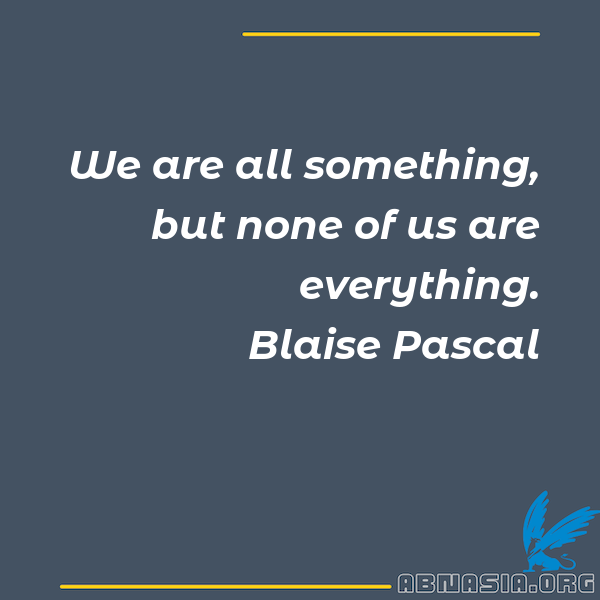 We are all something,
but none of us are
everything.
Blaise Pascal
ABNASIA.ORG